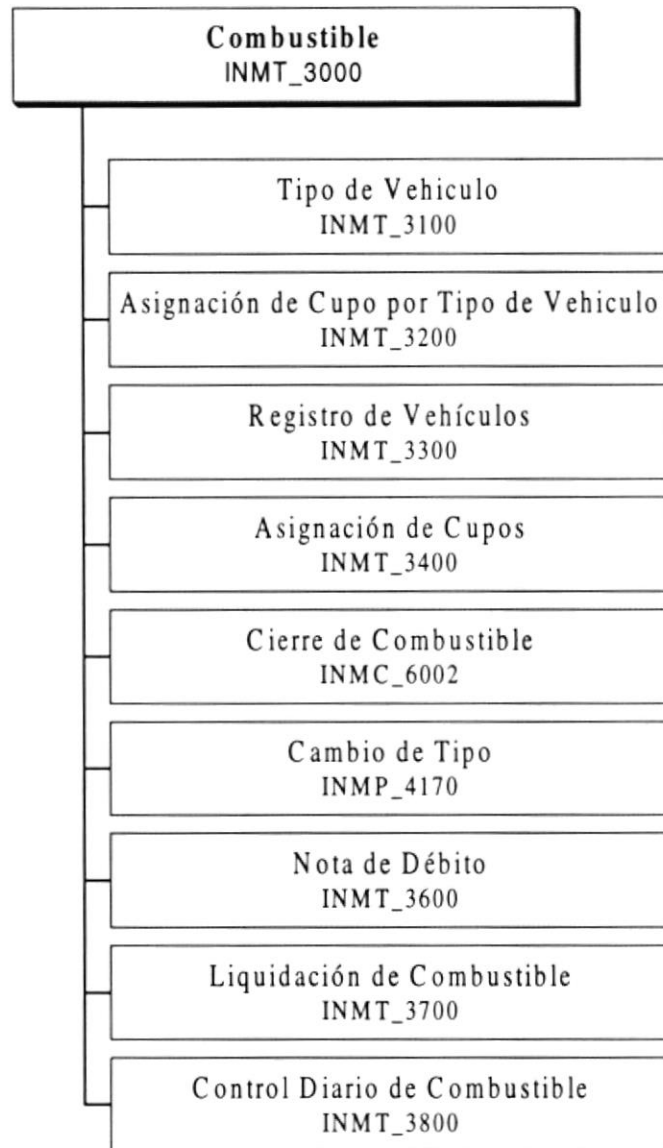 Combustible
INMT_3000
Tipo de Vehiculo
INMT_3100
Asignación de Cupo por Tipo de Vehiculo
INMT_3200
Registro de Vehículos
INMT_3300
Asignación de Cupos
INMT_3400
Cierre de Combustible
INMC_6002
Cambio de Tipo
INMP_4170
Nota de Débito
INMT_3600
Liquidación de Combustible
INMT_3700
Control Diario de Combustible
INMT_3800